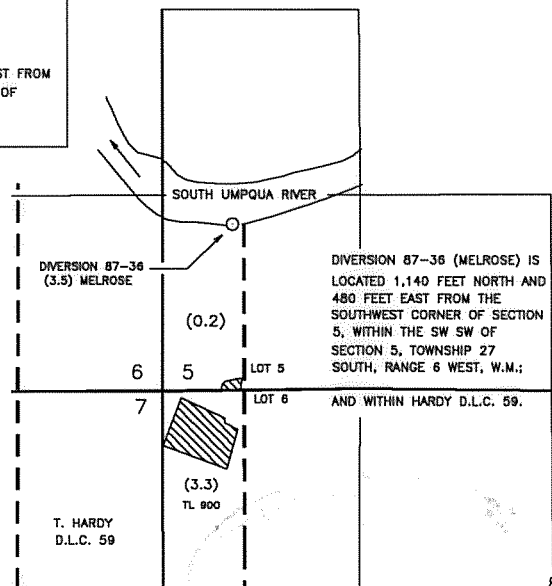 ST FROM
OF
SOUTH UMPQUA RIVER
DIVERSION 87-36
(3.5) MELROSE
DIVERSION 87-36 (MELROSE) IS
LOCATED 1,140 FEET NORTH AND
480 FEET EAST FROM THE
SOUTHWEST CORNER OF SECTION
5, WITHIN THE SW SW OF
SECTION 5, TOWNSHIP 27
SOUTH, RANGE 6 WEST, W.M.;
AND WITHIN HARDY D.L.C. 59.
(0.2)
6 5
LOT 5
7
LOT 6
(3.3)
TL 900
T. HARDY
D.L.C. 59